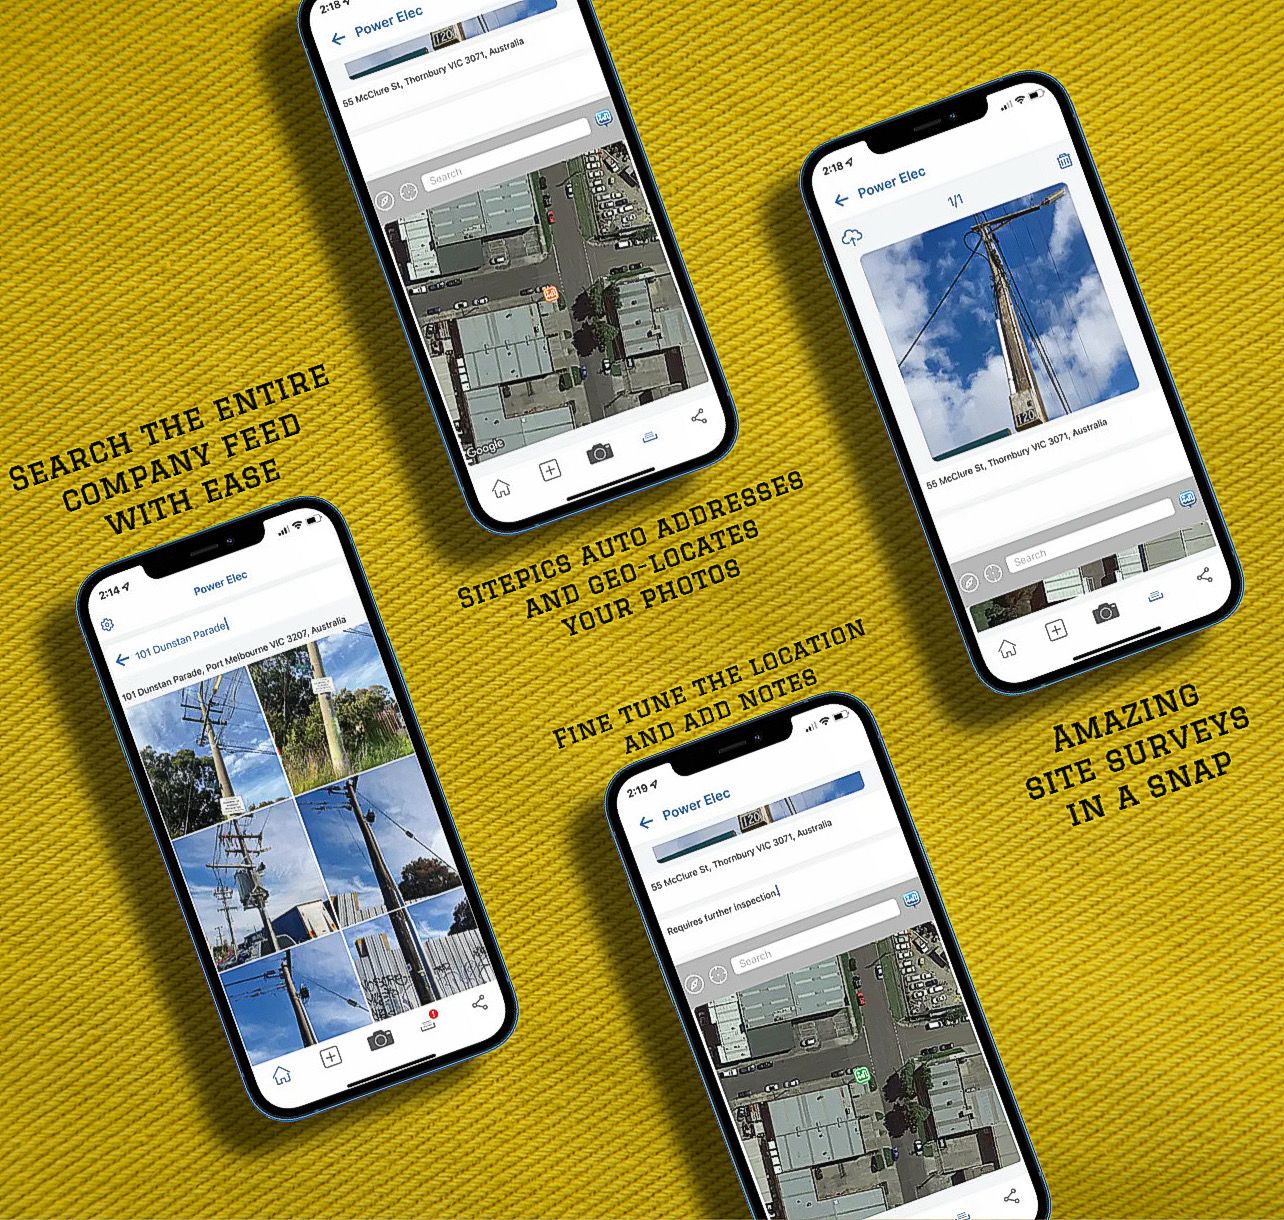 2:18
Power Elec
T20
55 McClure St, Thornbury VIC 3071, Australia
Search
Google
2:18
Power Elec
1/1
T20
55 McClure St, Thornbury VIC 3071, Australia
Search
SEARCH THE ENTIRE
COMPANY FEED
WITH EASE
SITEPICS AUTO ADDRESSES
AND GEO-LOCATES
YOUR PHOTOS
2:14
Power Elec
101 Dunstan Parade
101 Dunstan Parade, Port Melbourne VIC 3207, Australia
1
FINE TUNE THE LOCATION
AND ADD NOTES
AMAZING
SITE SURVEYS
IN A SNAP
2:19
Power Elec
T20
55 McClure St, Thornbury VIC 3071, Australia
Requires further inspection.
Search